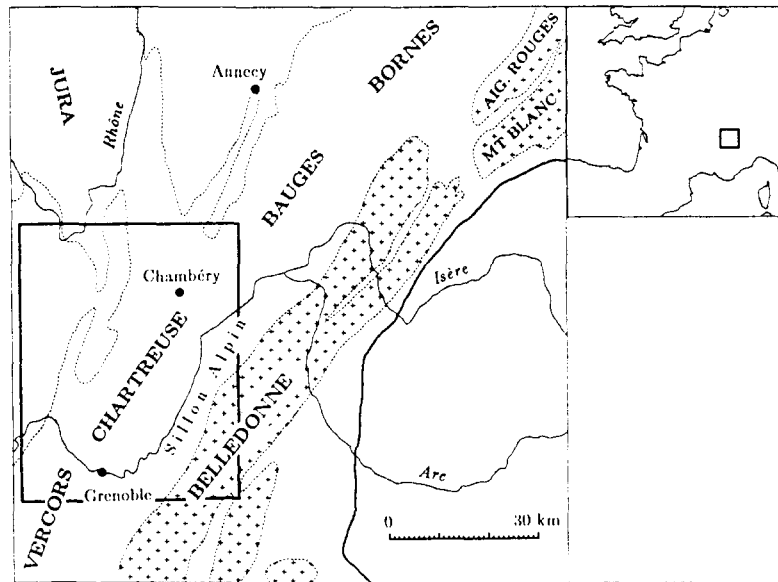 JURA
Rhône
Annecy
BORNES
AIG. ROUGES
MT BLANC
BAUGES
Chambéry
Isère
CHARTREUSE
Sillon Alpin
BELLEDONNE
Arc
VERCORS
Grenoble
0 30 km